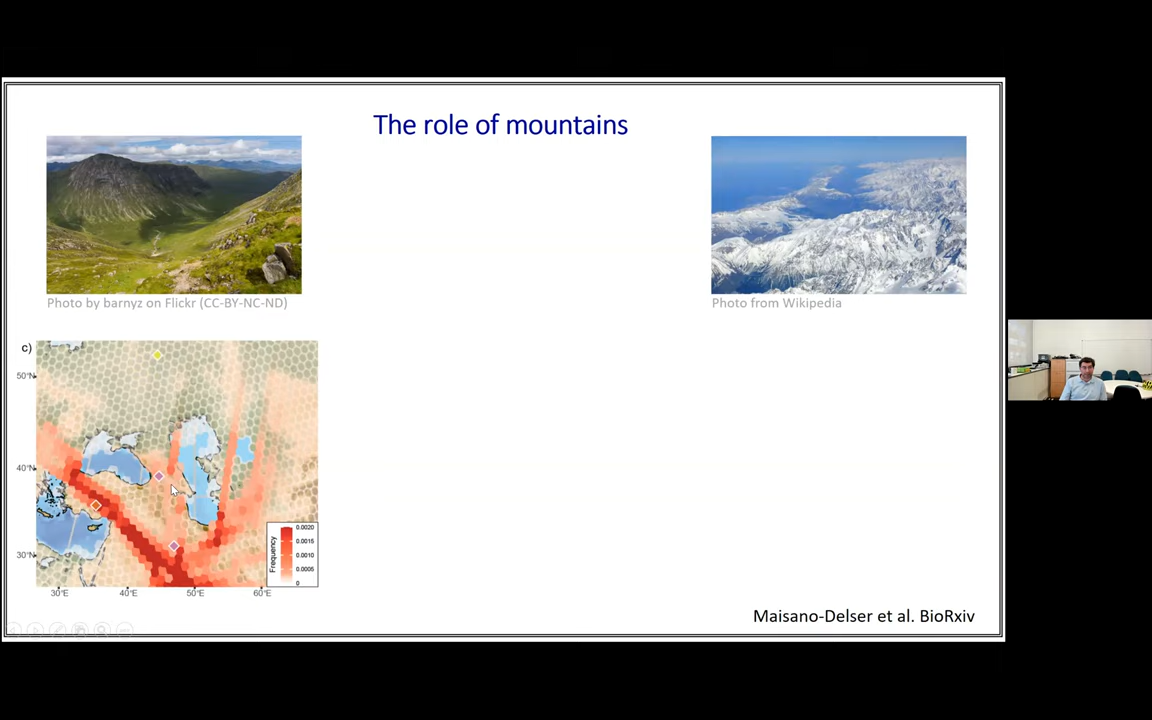 The role of mountains
Photo by barnyz on Flickr (CC-BY-NC-ND)
Photo from Wikipedia
c)
50°N
40°N
30°N
30°E
40°E
50°E
60°E
Frequency
0.0020
0.0015
0.0010
0.0005
0
Maisano-Delser et al. BioRxiv